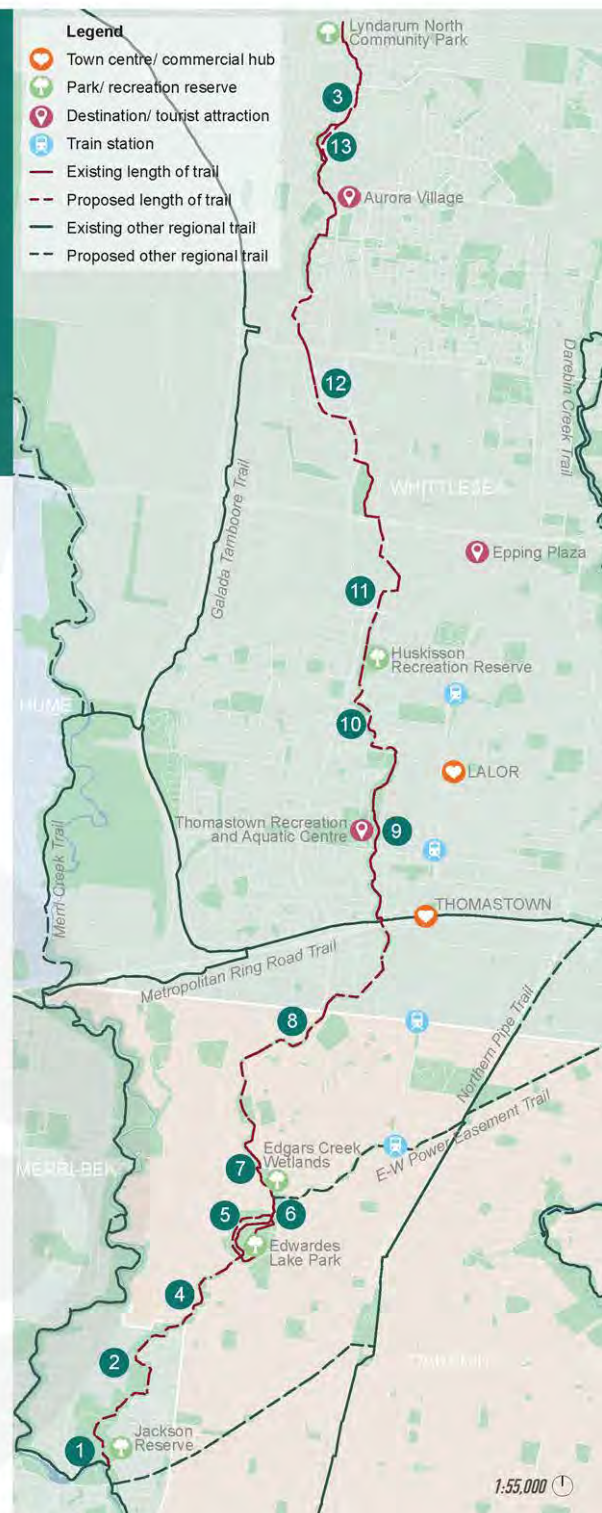 Legend
Town centre/ commercial hub
Park/ recreation reserve
Destination/ tourist attraction
Train station
Existing length of trail
Proposed length of trail
Existing other regional trail
Proposed other regional trail
Lyndarum North
Community Park
3
13
Aurora Village
12
Darebin Creek Trail
Galada Tamboore Trail
WHITTLESEA
Epping Plaza
11
Huskisson
Recreation Reserve
HUME
10
LALOR
Thomastown Recreation
and Aquatic Centre
9
Merri Creek Trail
THOMASTOWN
Metropolitan Ring Road Trail
8
Northern Pipe Trail
E-W Power Easement Trail
MERRI-BEK
Edgars Creek
Wetlands
7
5
6
Edwardes
Lake Park
4
2
Jackson
Reserve
1
1:55,000